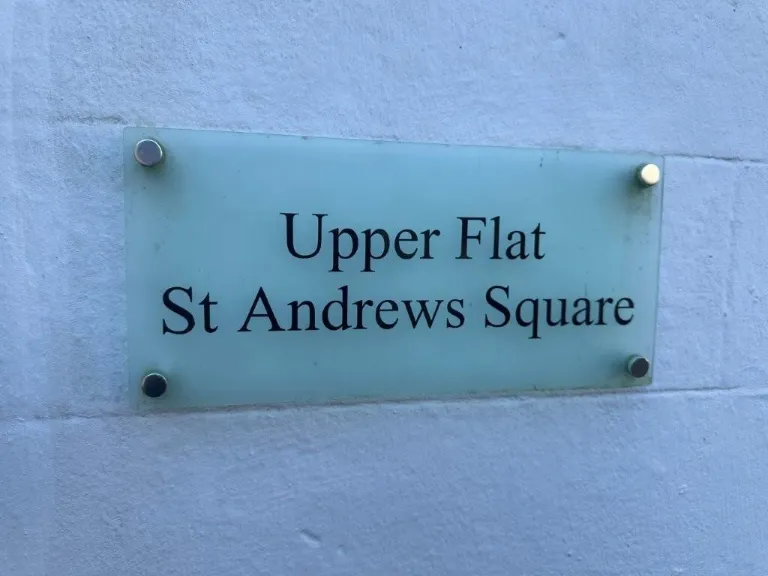 Upper Flat
St Andrews Square